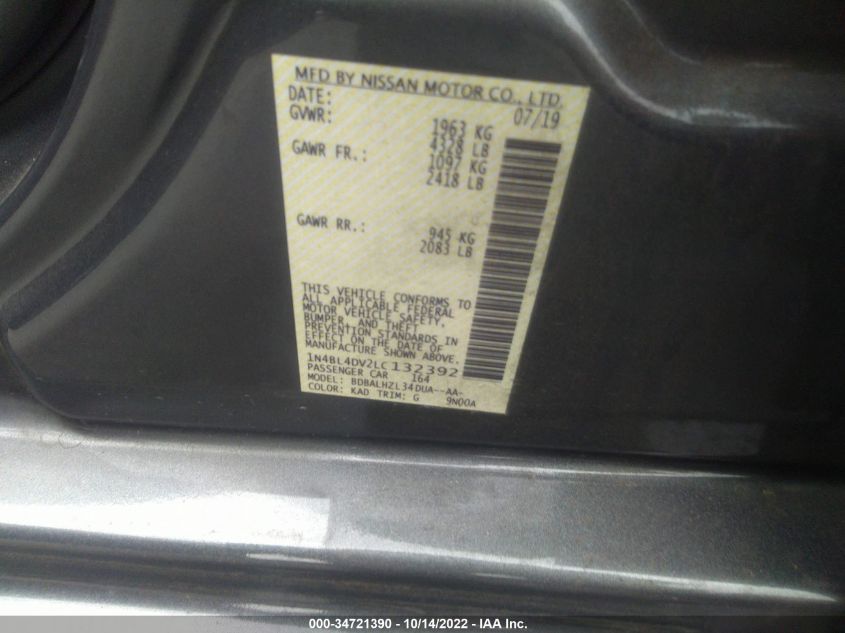 MFD BY NISSAN MOTOR CO., LTD.
DATE: 07/19
GVWR: 1963 KG
4328 LB
GAWR FR.: 1097 KG
2418 LB
GAWR RR.: 945 KG
2083 LB
THIS VEHICLE CONFORMS TO
ALL APPLICABLE FEDERAL
MOTOR VEHICLE SAFETY,
BUMPER, AND THEFT
PREVENTION STANDARDS IN
EFFECT ON THE DATE OF
MANUFACTURE SHOWN ABOVE.
1N4BL4DV2LC132392
PASSENGER CAR 164
MODEL: BDBALHZL34DUA--AA-
COLOR: KAD TRIM: G 9N00A
000-34721390 - 10/14/2022 - IAA Inc.